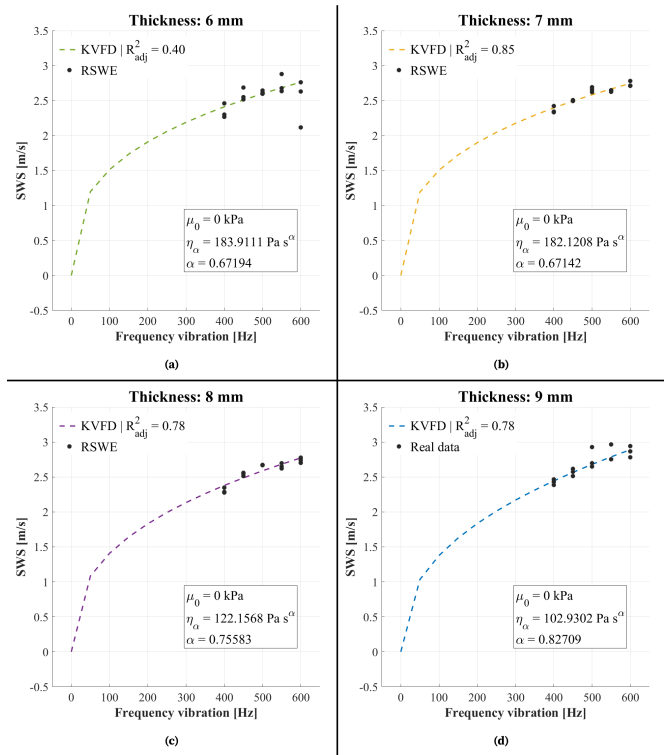 Thickness: 6 mm
KVFD | R²adj = 0.40
RSWE
SWS [m/s]
3.5
3
2.5
2
1.5
1
0.5
0
-0.5
μ₀ = 0 kPa
ηα = 183.9111 Pa sᵅ
α = 0.67194
0 100 200 300 400 500 600
Frequency vibration [Hz]
(a)
Thickness: 7 mm
KVFD | R²adj = 0.85
RSWE
SWS [m/s]
3.5
3
2.5
2
1.5
1
0.5
0
-0.5
μ₀ = 0 kPa
ηα = 182.1208 Pa sᵅ
α = 0.67142
0 100 200 300 400 500 600
Frequency vibration [Hz]
(b)
Thickness: 8 mm
KVFD | R²adj = 0.78
RSWE
SWS [m/s]
3.5
3
2.5
2
1.5
1
0.5
0
-0.5
μ₀ = 0 kPa
ηα = 122.1568 Pa sᵅ
α = 0.75583
0 100 200 300 400 500 600
Frequency vibration [Hz]
(c)
Thickness: 9 mm
KVFD | R²adj = 0.78
Real data
SWS [m/s]
3.5
3
2.5
2
1.5
1
0.5
0
-0.5
μ₀ = 0 kPa
ηα = 102.9302 Pa sᵅ
α = 0.82709
0 100 200 300 400 500 600
Frequency vibration [Hz]
(d)